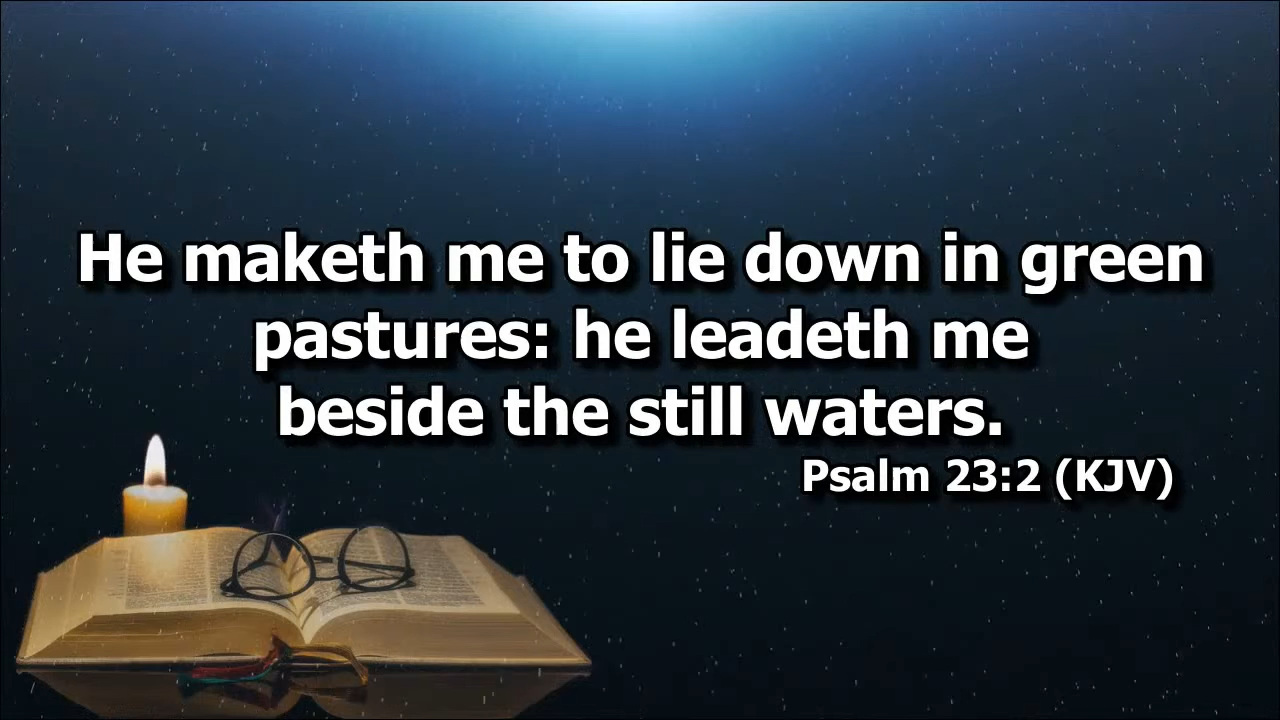 He maketh me to lie down in green
pastures: he leadeth me
beside the still waters.
Psalm 23:2 (KJV)